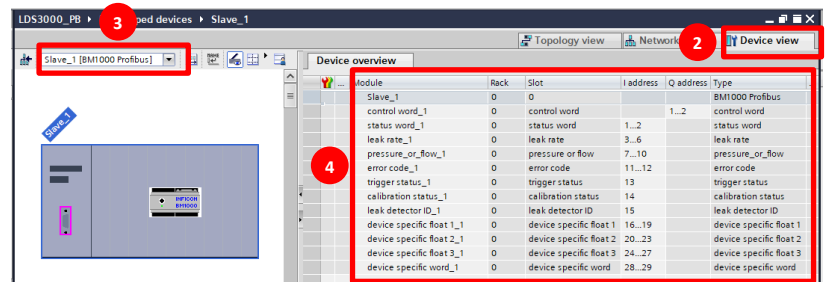 LDS3000_PB ▸ ped devices ▸ Slave_1
3
Topology view
Netwo
2
Device view
Slave_1 [BM1000 Profibus]
Device overview
... Module Rack Slot I address Q address Type
Slave_1 0 0 BM1000 Profibus
control word_1 0 control word 1...2 control word
status word_1 0 status word 1...2 status word
leak rate_1 0 leak rate 3...6 leak rate
pressure_or_flow_1 0 pressure or flow 7...10 pressure_or_flow
error code_1 0 error code 11...12 error code
trigger status_1 0 trigger status 13 trigger status
calibration status_1 0 calibration status 14 calibration status
leak detector ID_1 0 leak detector ID 15 leak detector ID
device specific float 1_1 0 device specific float 1 16...19 device specific float 1
device specific float 2_1 0 device specific float 2 20...23 device specific float 2
device specific float 3_1 0 device specific float 3 24...27 device specific float 3
device specific word_1 0 device specific word 28...29 device specific word
4
Slave_1
INFICON
BM1000